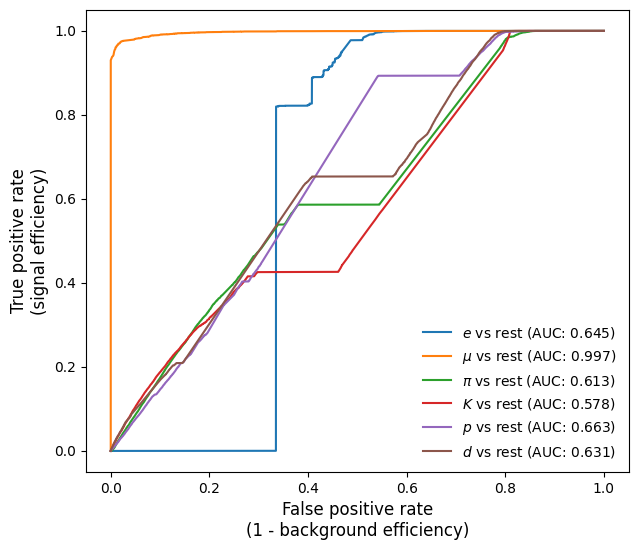 True positive rate
(signal efficiency)
1.0
0.8
0.6
0.4
0.2
0.0
e vs rest (AUC: 0.645)
μ vs rest (AUC: 0.997)
π vs rest (AUC: 0.613)
K vs rest (AUC: 0.578)
p vs rest (AUC: 0.663)
d vs rest (AUC: 0.631)
0.0 0.2 0.4 0.6 0.8 1.0
False positive rate
(1 - background efficiency)